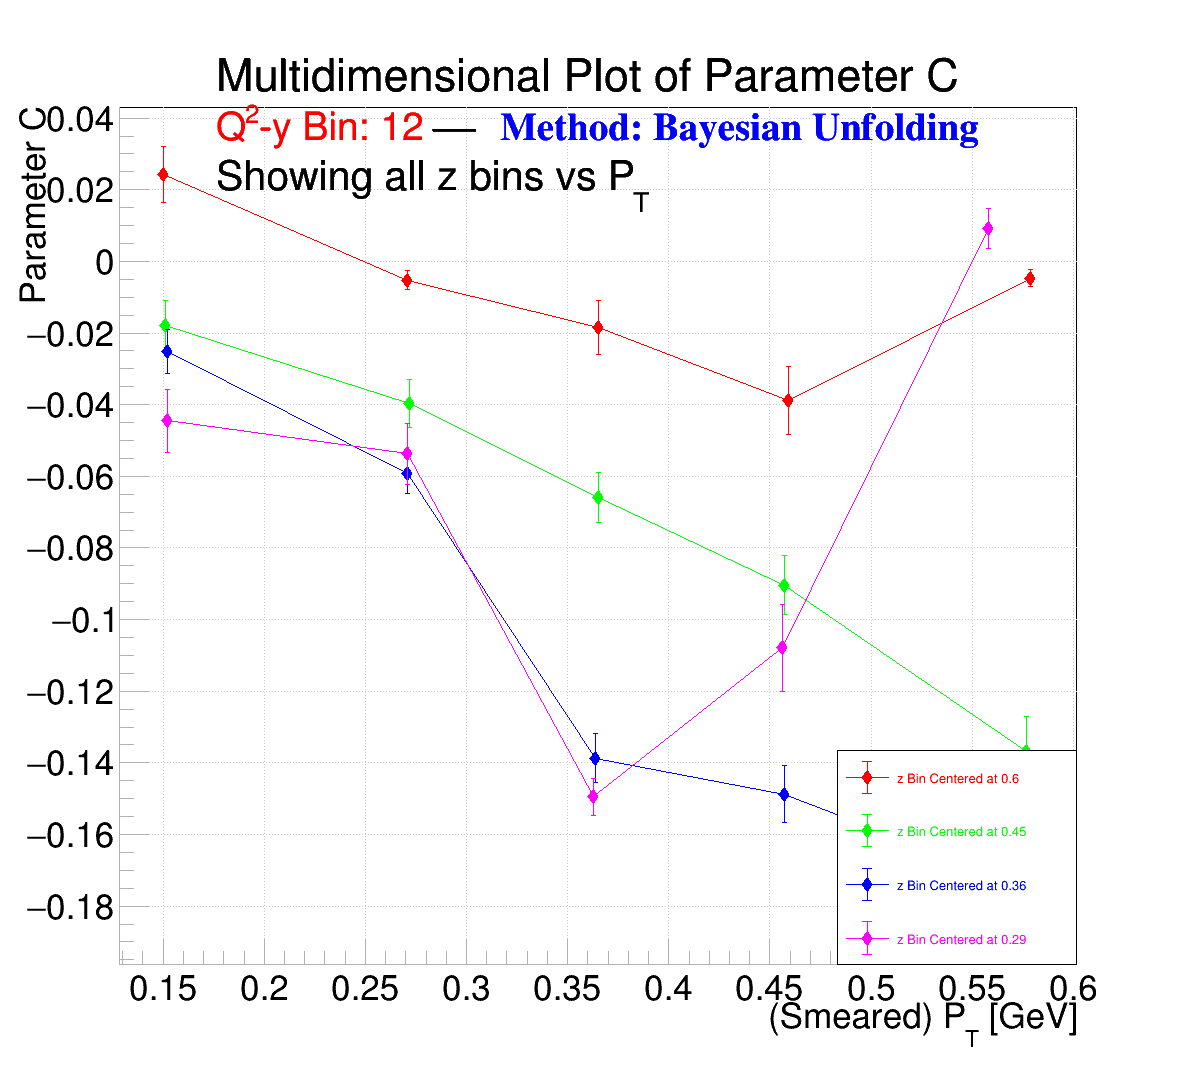 Multidimensional Plot of Parameter C
Q²-y Bin: 12 — Method: Bayesian Unfolding
Showing all z bins vs P_T
Parameter C
0.04
0.02
0
−0.02
−0.04
−0.06
−0.08
−0.1
−0.12
−0.14
−0.16
−0.18
z Bin Centered at 0.6
z Bin Centered at 0.45
z Bin Centered at 0.36
z Bin Centered at 0.29
0.15 0.2 0.25 0.3 0.35 0.4 0.45 0.5 0.55 0.6
(Smeared) P_T [GeV]